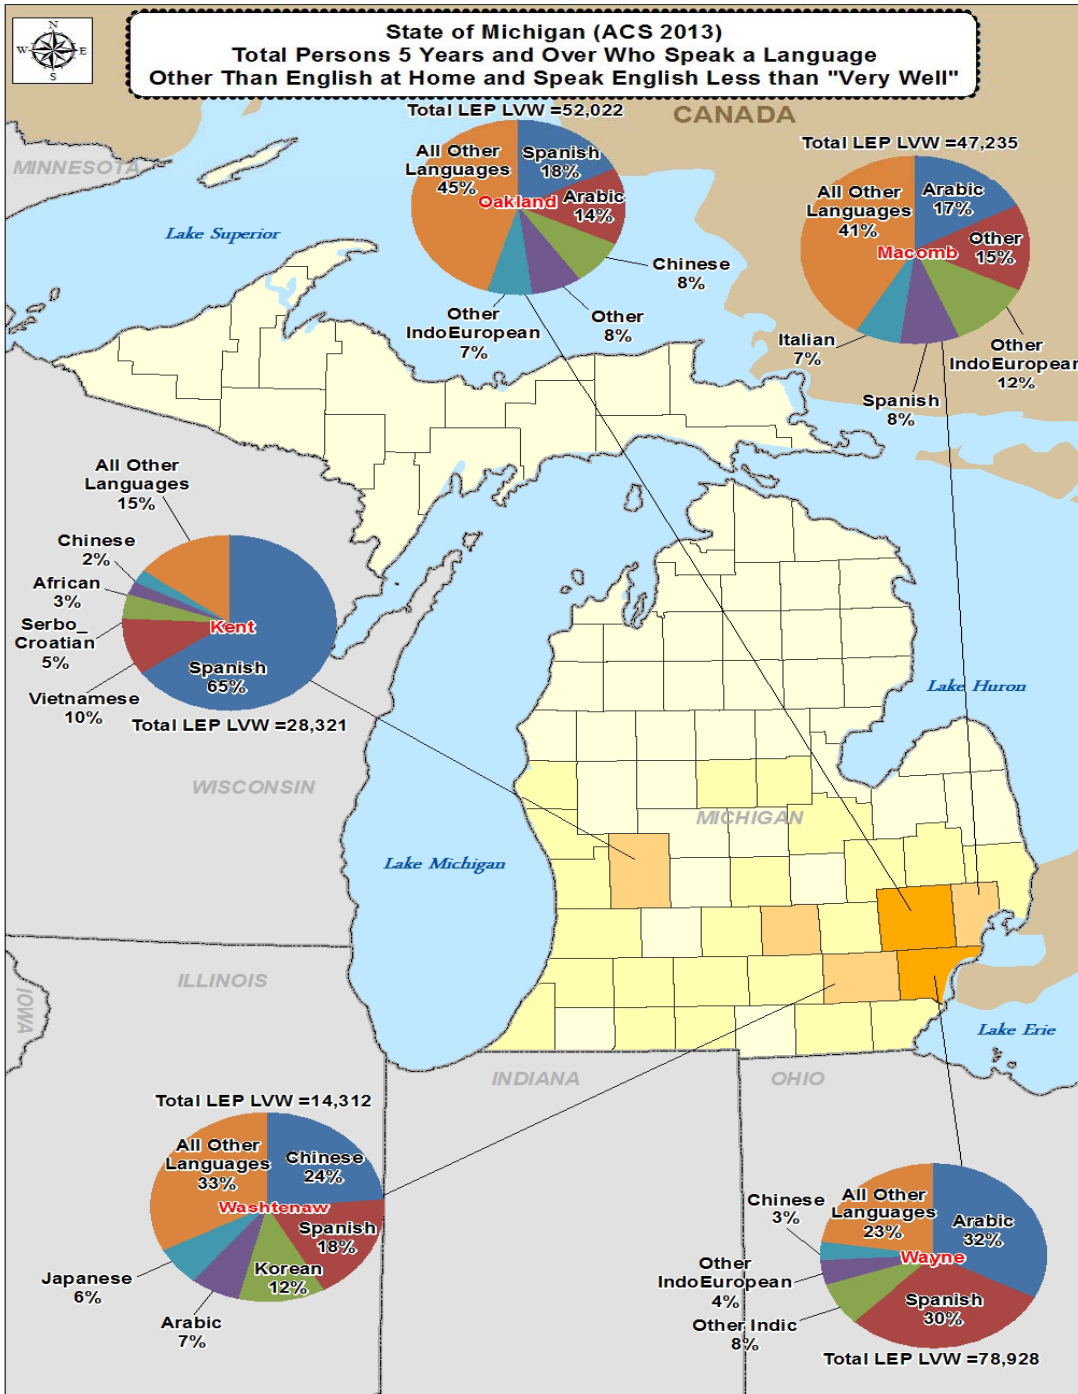 N
W
E
S
State of Michigan (ACS 2013)
Total Persons 5 Years and Over Who Speak a Language
Other Than English at Home and Speak English Less than "Very Well"
Total LEP LVW =52,022
CANADA
Total LEP LVW =47,235
MINNESOTA
All Other
Languages
45%
Spanish
18%
Arabic
14%
Oakland
Chinese
8%
Other
8%
Other
IndoEuropean
7%
All Other
Languages
41%
Arabic
17%
Other
15%
Macomb
Other
IndoEuropean
12%
Spanish
8%
Italian
7%
Lake Superior
All Other
Languages
15%
Chinese
2%
African
3%
Serbo_
Croatian
5%
Vietnamese
10%
Kent
Spanish
65%
Total LEP LVW =28,321
Lake Huron
WISCONSIN
MICHIGAN
Lake Michigan
ILLINOIS
IOWA
Lake Erie
INDIANA
OHIO
Total LEP LVW =14,312
All Other
Languages
33%
Chinese
24%
Washtenaw
Spanish
18%
Korean
12%
Arabic
7%
Japanese
6%
Chinese
3%
All Other
Languages
23%
Arabic
32%
Wayne
Other
IndoEuropean
4%
Other Indic
8%
Spanish
30%
Total LEP LVW =78,928